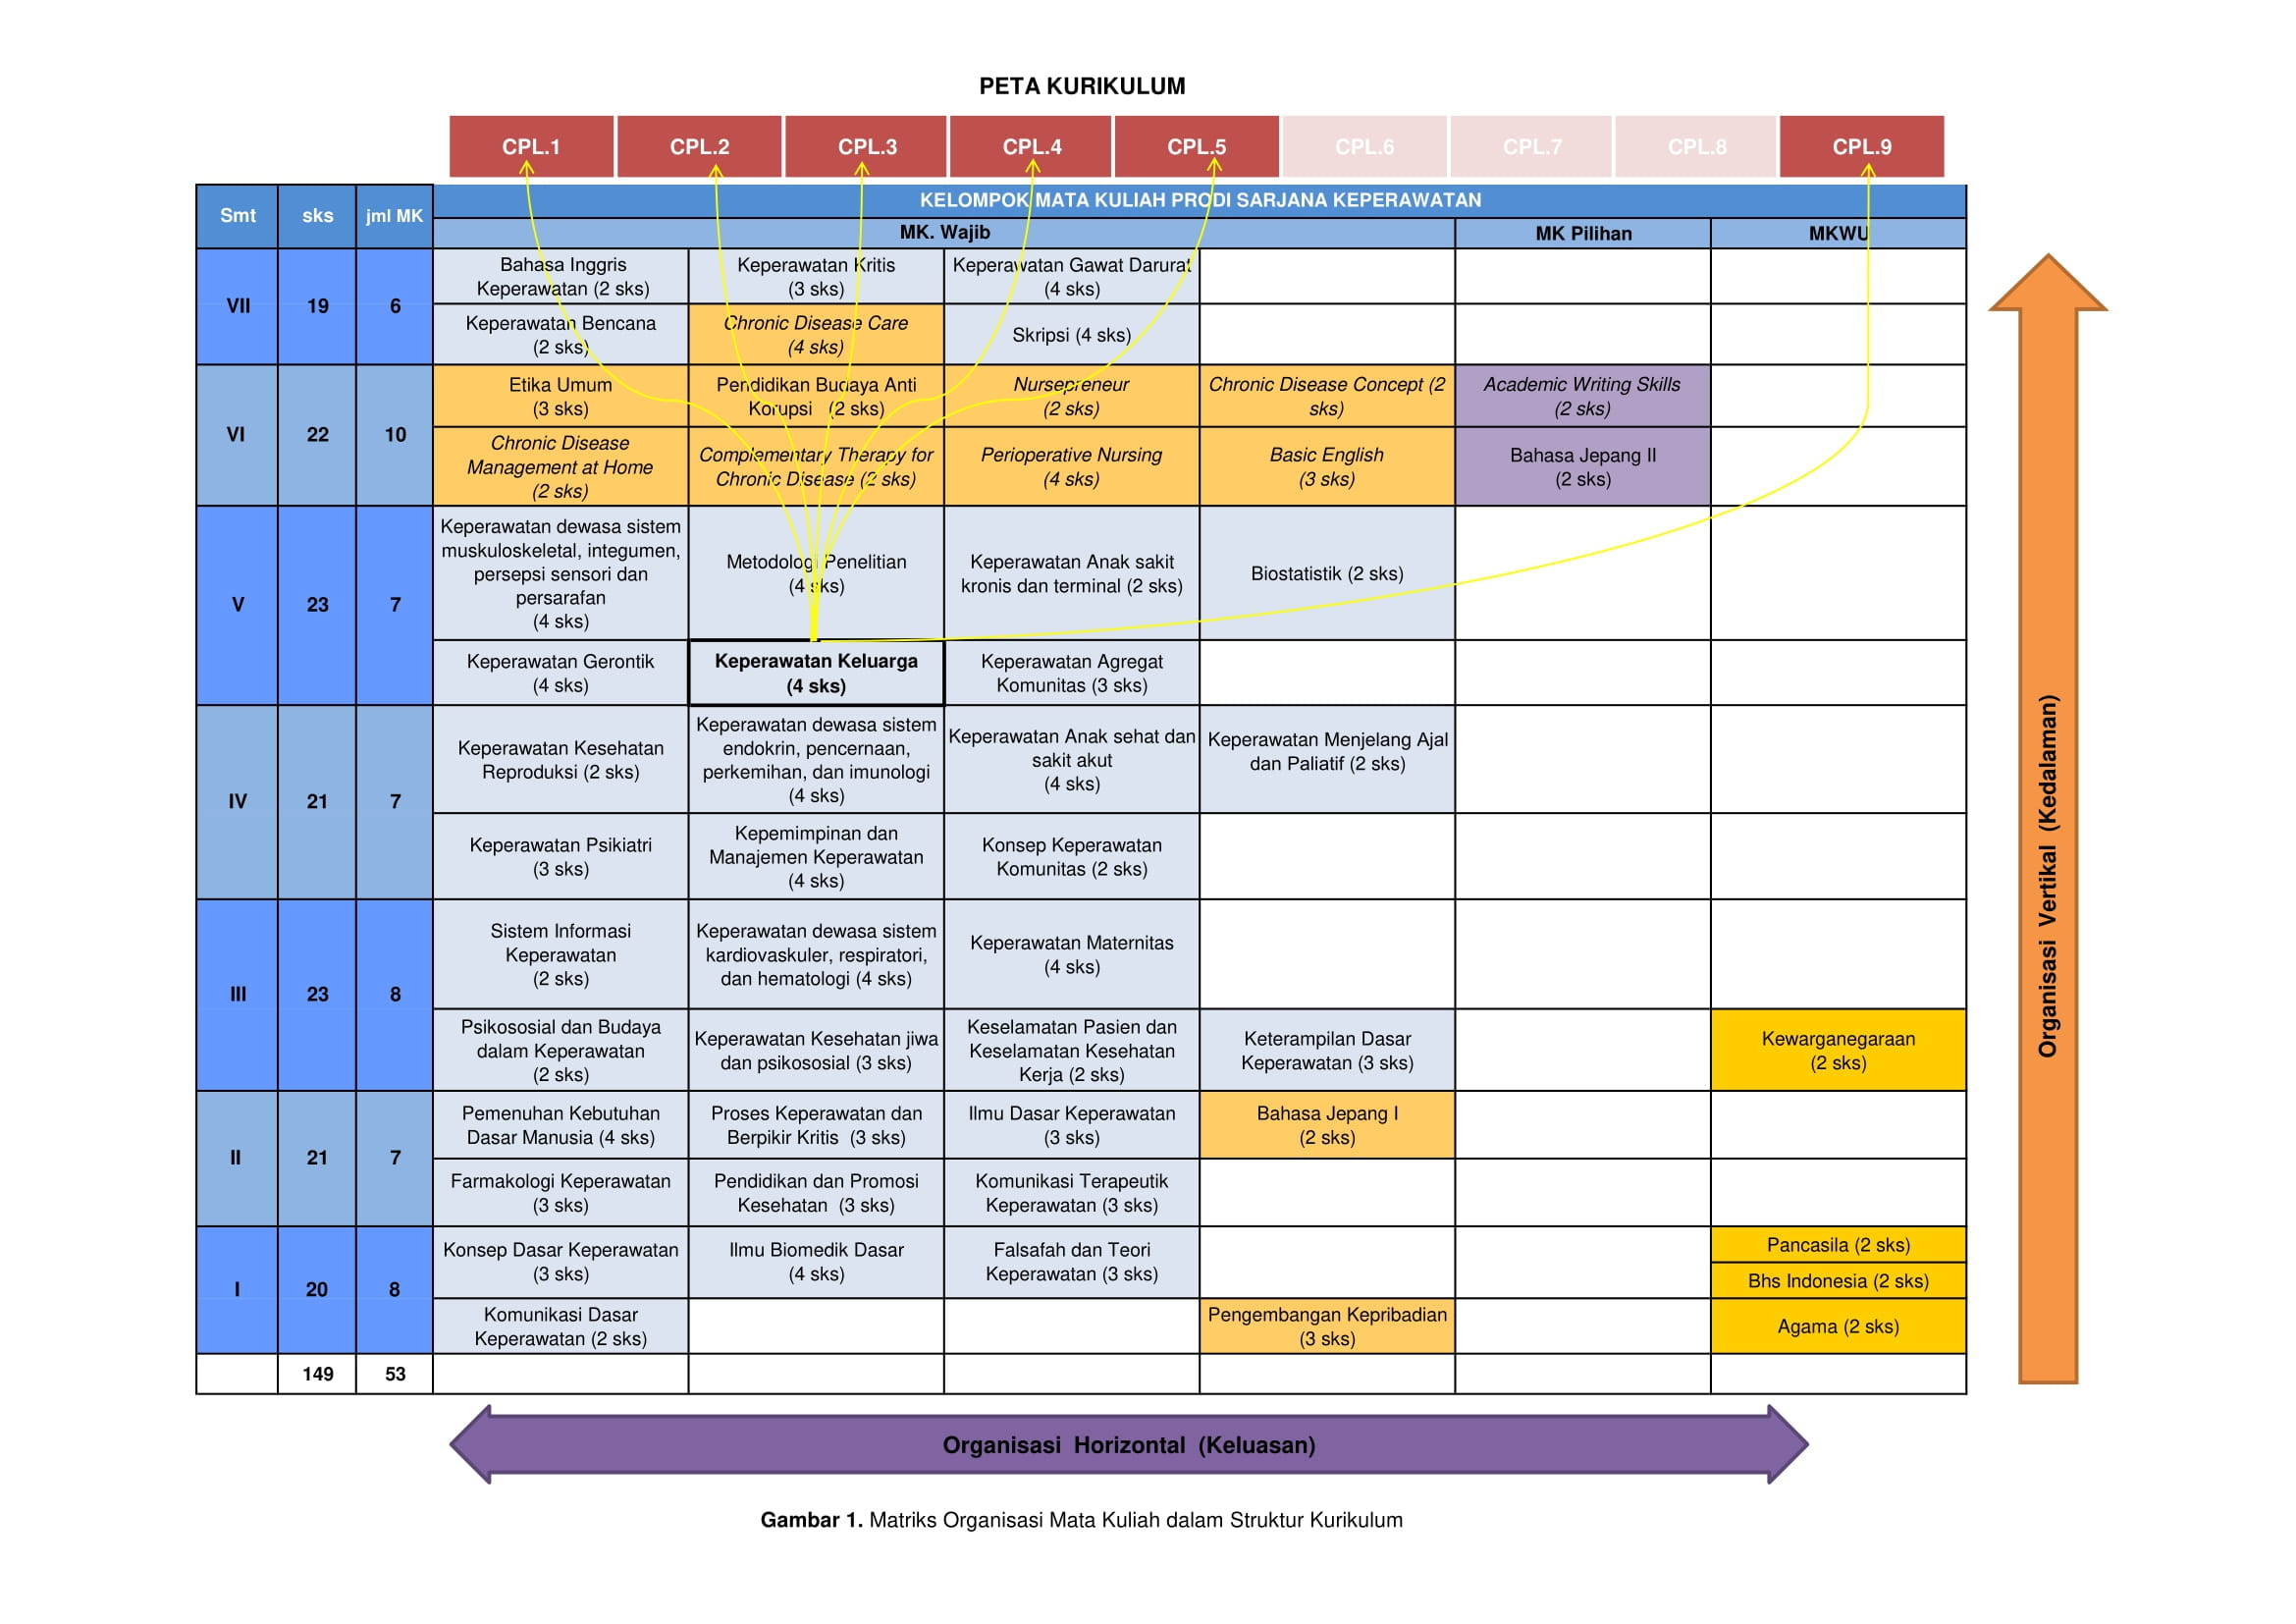 PETA KURIKULUM
CPL.1 CPL.2 CPL.3 CPL.4 CPL.5 CPL.6 CPL.7 CPL.8 CPL.9
Smt sks jml MK
KELOMPOK MATA KULIAH PRODI SARJANA KEPERAWATAN
MK. Wajib MK Pilihan MKWU
VII 19 6
Bahasa Inggris
Keperawatan (2 sks)
Keperawatan Kritis
(3 sks)
Keperawatan Gawat Darurat
(4 sks)
Keperawatan Bencana
(2 sks)
Chronic Disease Care
(4 sks)
Skripsi (4 sks)
VI 22 10
Etika Umum
(3 sks)
Pendidikan Budaya Anti
Korupsi (2 sks)
Nursepreneur
(2 sks)
Chronic Disease Concept (2
sks)
Academic Writing Skills
(2 sks)
Chronic Disease
Management at Home
(2 sks)
Complementary Therapy for
Chronic Disease (2 sks)
Perioperative Nursing
(4 sks)
Basic English
(3 sks)
Bahasa Jepang II
(2 sks)
V 23 7
Keperawatan dewasa sistem
muskuloskeletal, integumen,
persepsi sensori dan
persarafan
(4 sks)
Metodologi Penelitian
(4 sks)
Keperawatan Anak sakit
kronis dan terminal (2 sks)
Biostatistik (2 sks)
Keperawatan Gerontik
(4 sks)
Keperawatan Keluarga
(4 sks)
Keperawatan Agregat
Komunitas (3 sks)
IV 21 7
Keperawatan Kesehatan
Reproduksi (2 sks)
Keperawatan dewasa sistem
endokrin, pencernaan,
perkemihan, dan imunologi
(4 sks)
Keperawatan Anak sehat dan
sakit akut
(4 sks)
Keperawatan Menjelang Ajal
dan Paliatif (2 sks)
Keperawatan Psikiatri
(3 sks)
Kepemimpinan dan
Manajemen Keperawatan
(4 sks)
Konsep Keperawatan
Komunitas (2 sks)
III 23 8
Sistem Informasi
Keperawatan
(2 sks)
Keperawatan dewasa sistem
kardiovaskuler, respiratori,
dan hematologi (4 sks)
Keperawatan Maternitas
(4 sks)
Psikososial dan Budaya
dalam Keperawatan
(2 sks)
Keperawatan Kesehatan jiwa
dan psikososial (3 sks)
Keselamatan Pasien dan
Keselamatan Kesehatan
Kerja (2 sks)
Keterampilan Dasar
Keperawatan (3 sks)
Kewarganegaraan
(2 sks)
II 21 7
Pemenuhan Kebutuhan
Dasar Manusia (4 sks)
Proses Keperawatan dan
Berpikir Kritis (3 sks)
Ilmu Dasar Keperawatan
(3 sks)
Bahasa Jepang I
(2 sks)
Farmakologi Keperawatan
(3 sks)
Pendidikan dan Promosi
Kesehatan (3 sks)
Komunikasi Terapeutik
Keperawatan (3 sks)
I 20 8
Konsep Dasar Keperawatan
(3 sks)
Ilmu Biomedik Dasar
(4 sks)
Falsafah dan Teori
Keperawatan (3 sks)
Pancasila (2 sks)
Bhs Indonesia (2 sks)
Komunikasi Dasar
Keperawatan (2 sks)
Pengembangan Kepribadian
(3 sks)
Agama (2 sks)
149 53
Organisasi Vertikal (Kedalaman)
Organisasi Horizontal (Keluasan)
Gambar 1. Matriks Organisasi Mata Kuliah dalam Struktur Kurikulum